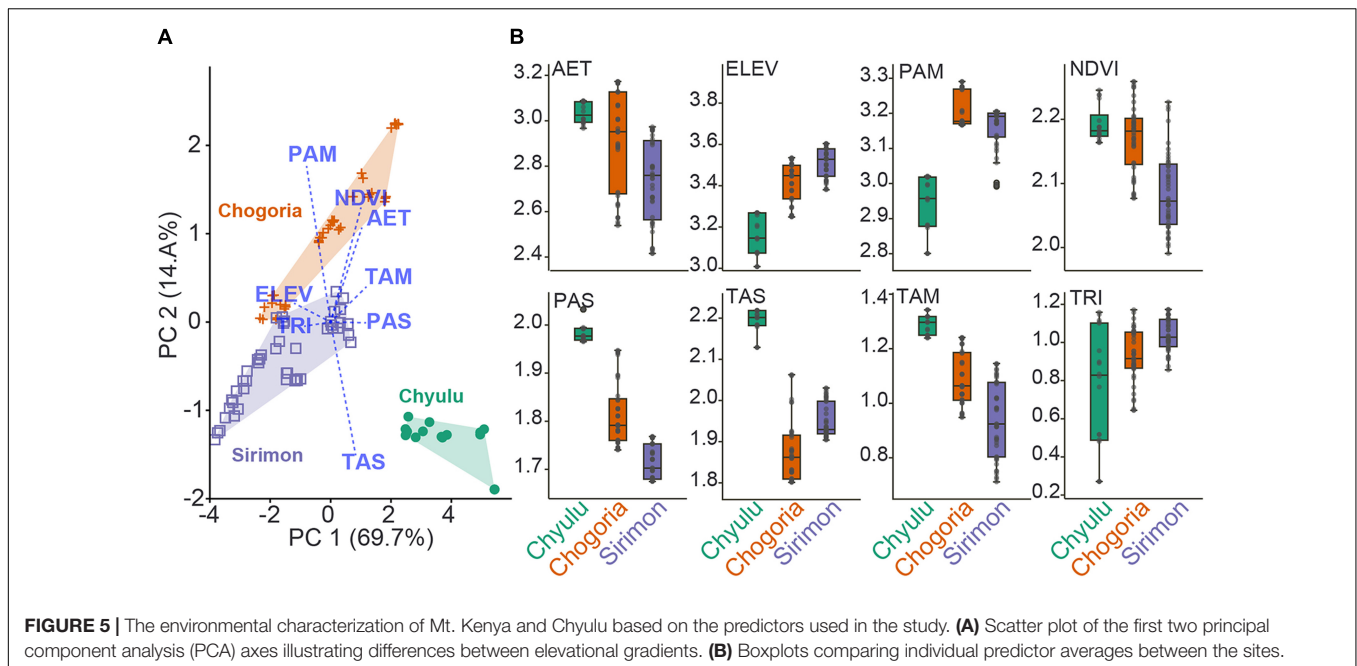 A
B
PC 2 (14.A%)
2
1
0
-1
-2
-4
-2
0
2
4
PC 1 (69.7%)
PAM
NDVI
AET
Chogoria
TAM
ELEV
TRI
PAS
Chyulu
Sirimon
TAS
AET
3.2
3.0
2.8
2.6
2.4
ELEV
3.8
3.6
3.4
3.2
3.0
PAM
3.3
3.2
3.1
3.0
2.9
2.8
NDVI
2.2
2.1
2.0
PAS
2.0
1.9
1.8
1.7
TAS
2.2
2.1
2.0
1.9
1.8
TAM
1.4
1.2
1.0
0.8
TRI
1.2
1.0
0.8
0.6
0.4
0.2
Chyulu
Chogoria
Sirimon
Chyulu
Chogoria
Sirimon
Chyulu
Chogoria
Sirimon
Chyulu
Chogoria
Sirimon
FIGURE 5 | The environmental characterization of Mt. Kenya and Chyulu based on the predictors used in the study. (A) Scatter plot of the first two principal
component analysis (PCA) axes illustrating differences between elevational gradients. (B) Boxplots comparing individual predictor averages between the sites.